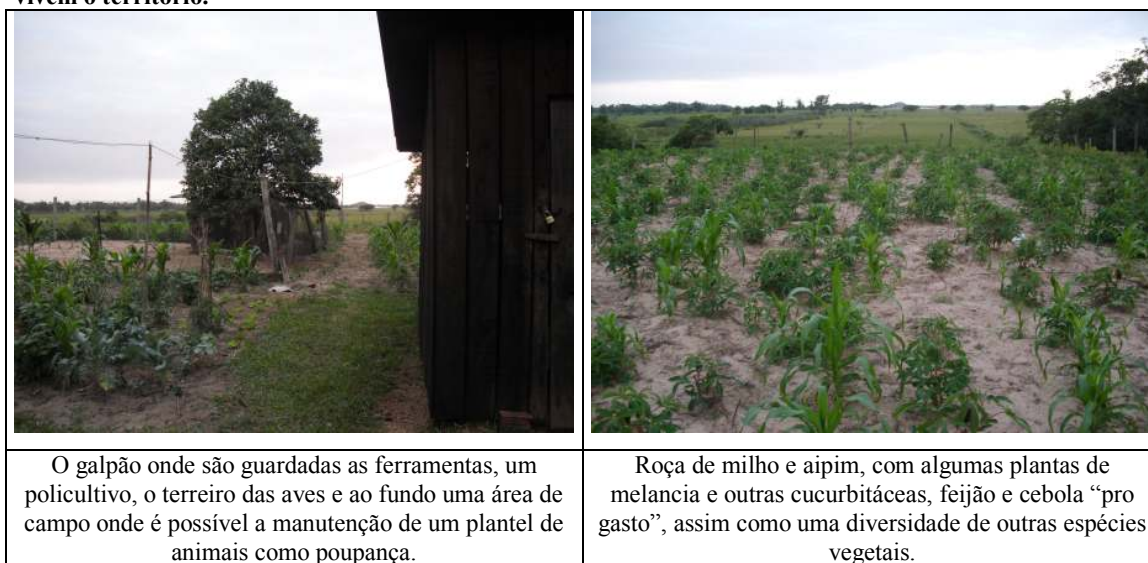 vivem o território.
O galpão onde são guardadas as ferramentas, um
policultivo, o terreiro das aves e ao fundo uma área de
campo onde é possível a manutenção de um plantel de
animais como poupança.
Roça de milho e aipim, com algumas plantas de
melancia e outras cucurbitáceas, feijão e cebola “pro
gasto”, assim como uma diversidade de outras espécies
vegetais.